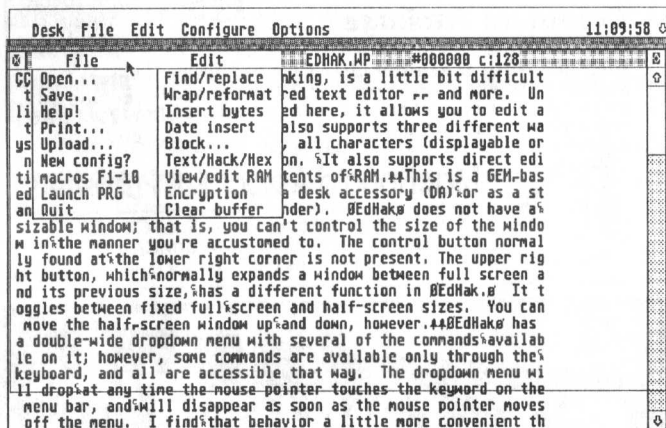 Desk File Edit Configure Options 11:09:58
File Edit EDHAK.WP #000000 c:128
Open... Find/replace nking, is a little bit difficult
Save... Wrap/reformat red text editor and more. Un
li Help! Insert bytes ed here, it allows you to edit a
t Print... Date insert also supports three different wa
ys Upload... Block... , all characters (displayable or
n New config? Text/Hack/Hex on. It also supports direct edi
ti macros F1-10 View/edit RAM tents of RAM. This is a GEM bas
ed Launch PRG Encryption a desk accessory (DA) or as a st
an Quit Clear buffer nder). EdHak does not have a
sizable window; that is, you can't control the size of the windo
w in the manner you're accustomed to. The control button normal
ly found at the lower right corner is not present. The upper rig
ht button, which normally expands a window between full screen a
nd its previous size, has a different function in EdHak. It t
oggles between fixed full screen and half-screen sizes. You can
move the half screen window up and down, however. EdHak has
a double-wide dropdown menu with several of the commands availab
le on it; however, some commands are available only through the
keyboard, and all are accessible that way. The dropdown menu wi
ll drop at any time the mouse pointer touches the keyword on the
menu bar, and will disappear as soon as the mouse pointer moves
off the menu. I find that behavior a little more convenient th